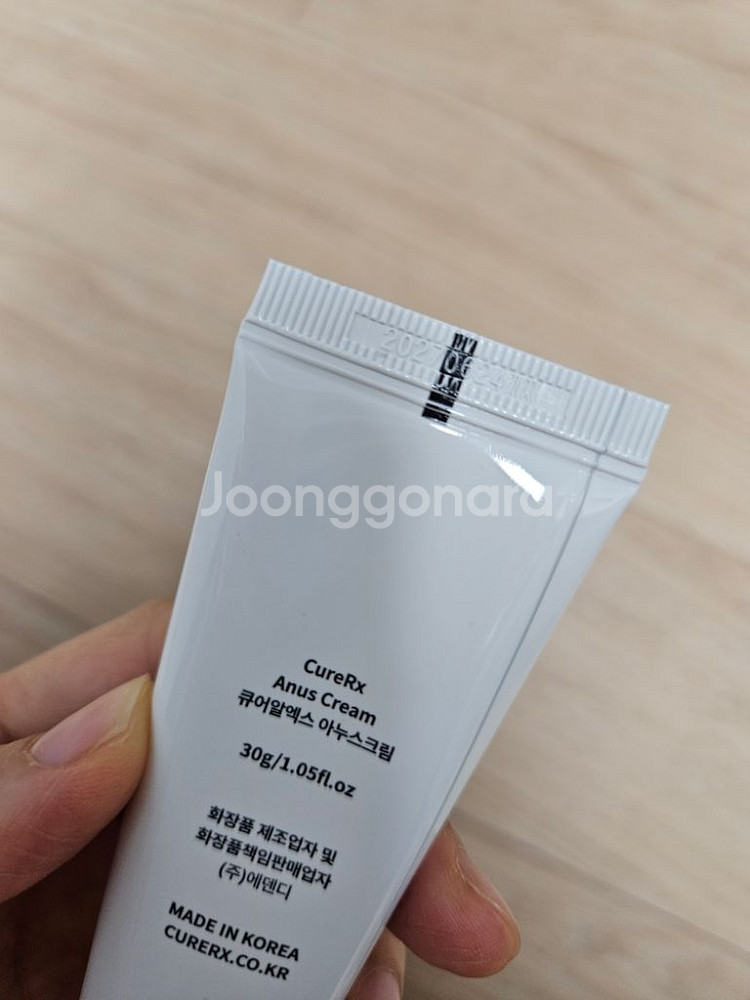 Joonggonara
CureRx
Anus Cream
큐어알엑스 아누스크림
30g/1.05fl.oz
화장품 제조업자 및
화장품책임판매업자
(주)에덴디
MADE IN KOREA
CURERX.CO.KR